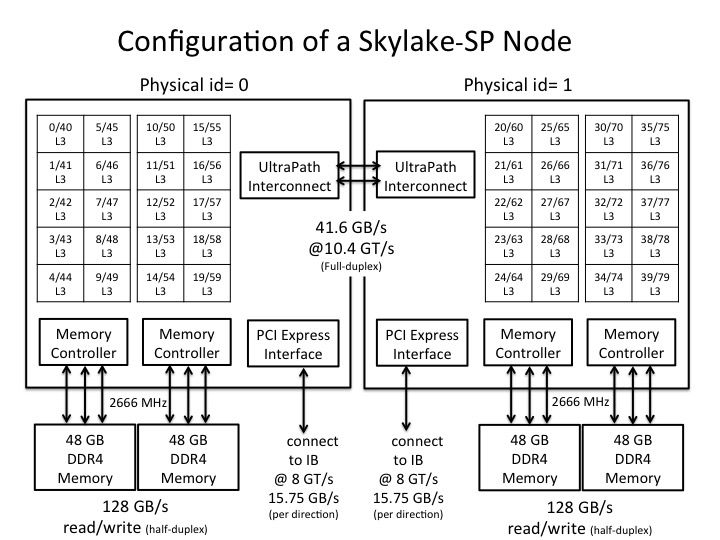 Configuration of a Skylake-SP Node
Physical id= 0
Physical id= 1
0/40 5/45 10/50 15/55
L3 L3 L3 L3
1/41 6/46 11/51 16/56
L3 L3 L3 L3
2/42 7/47 12/52 17/57
L3 L3 L3 L3
3/43 8/48 13/53 18/58
L3 L3 L3 L3
4/44 9/49 14/54 19/59
L3 L3 L3 L3
UltraPath
Interconnect
UltraPath
Interconnect
41.6 GB/s
@10.4 GT/s
(Full-duplex)
20/60 25/65 30/70 35/75
L3 L3 L3 L3
21/61 26/66 31/71 36/76
L3 L3 L3 L3
22/62 27/67 32/72 37/77
L3 L3 L3 L3
23/63 28/68 33/73 38/78
L3 L3 L3 L3
24/64 29/69 34/74 39/79
L3 L3 L3 L3
Memory
Controller
Memory
Controller
PCI Express
Interface
PCI Express
Interface
Memory
Controller
Memory
Controller
2666 MHz
2666 MHz
48 GB
DDR4
Memory
48 GB
DDR4
Memory
connect
to IB
@ 8 GT/s
15.75 GB/s
(per direction)
connect
to IB
@ 8 GT/s
15.75 GB/s
(per direction)
48 GB
DDR4
Memory
48 GB
DDR4
Memory
128 GB/s
read/write (half-duplex)
128 GB/s
read/write (half-duplex)